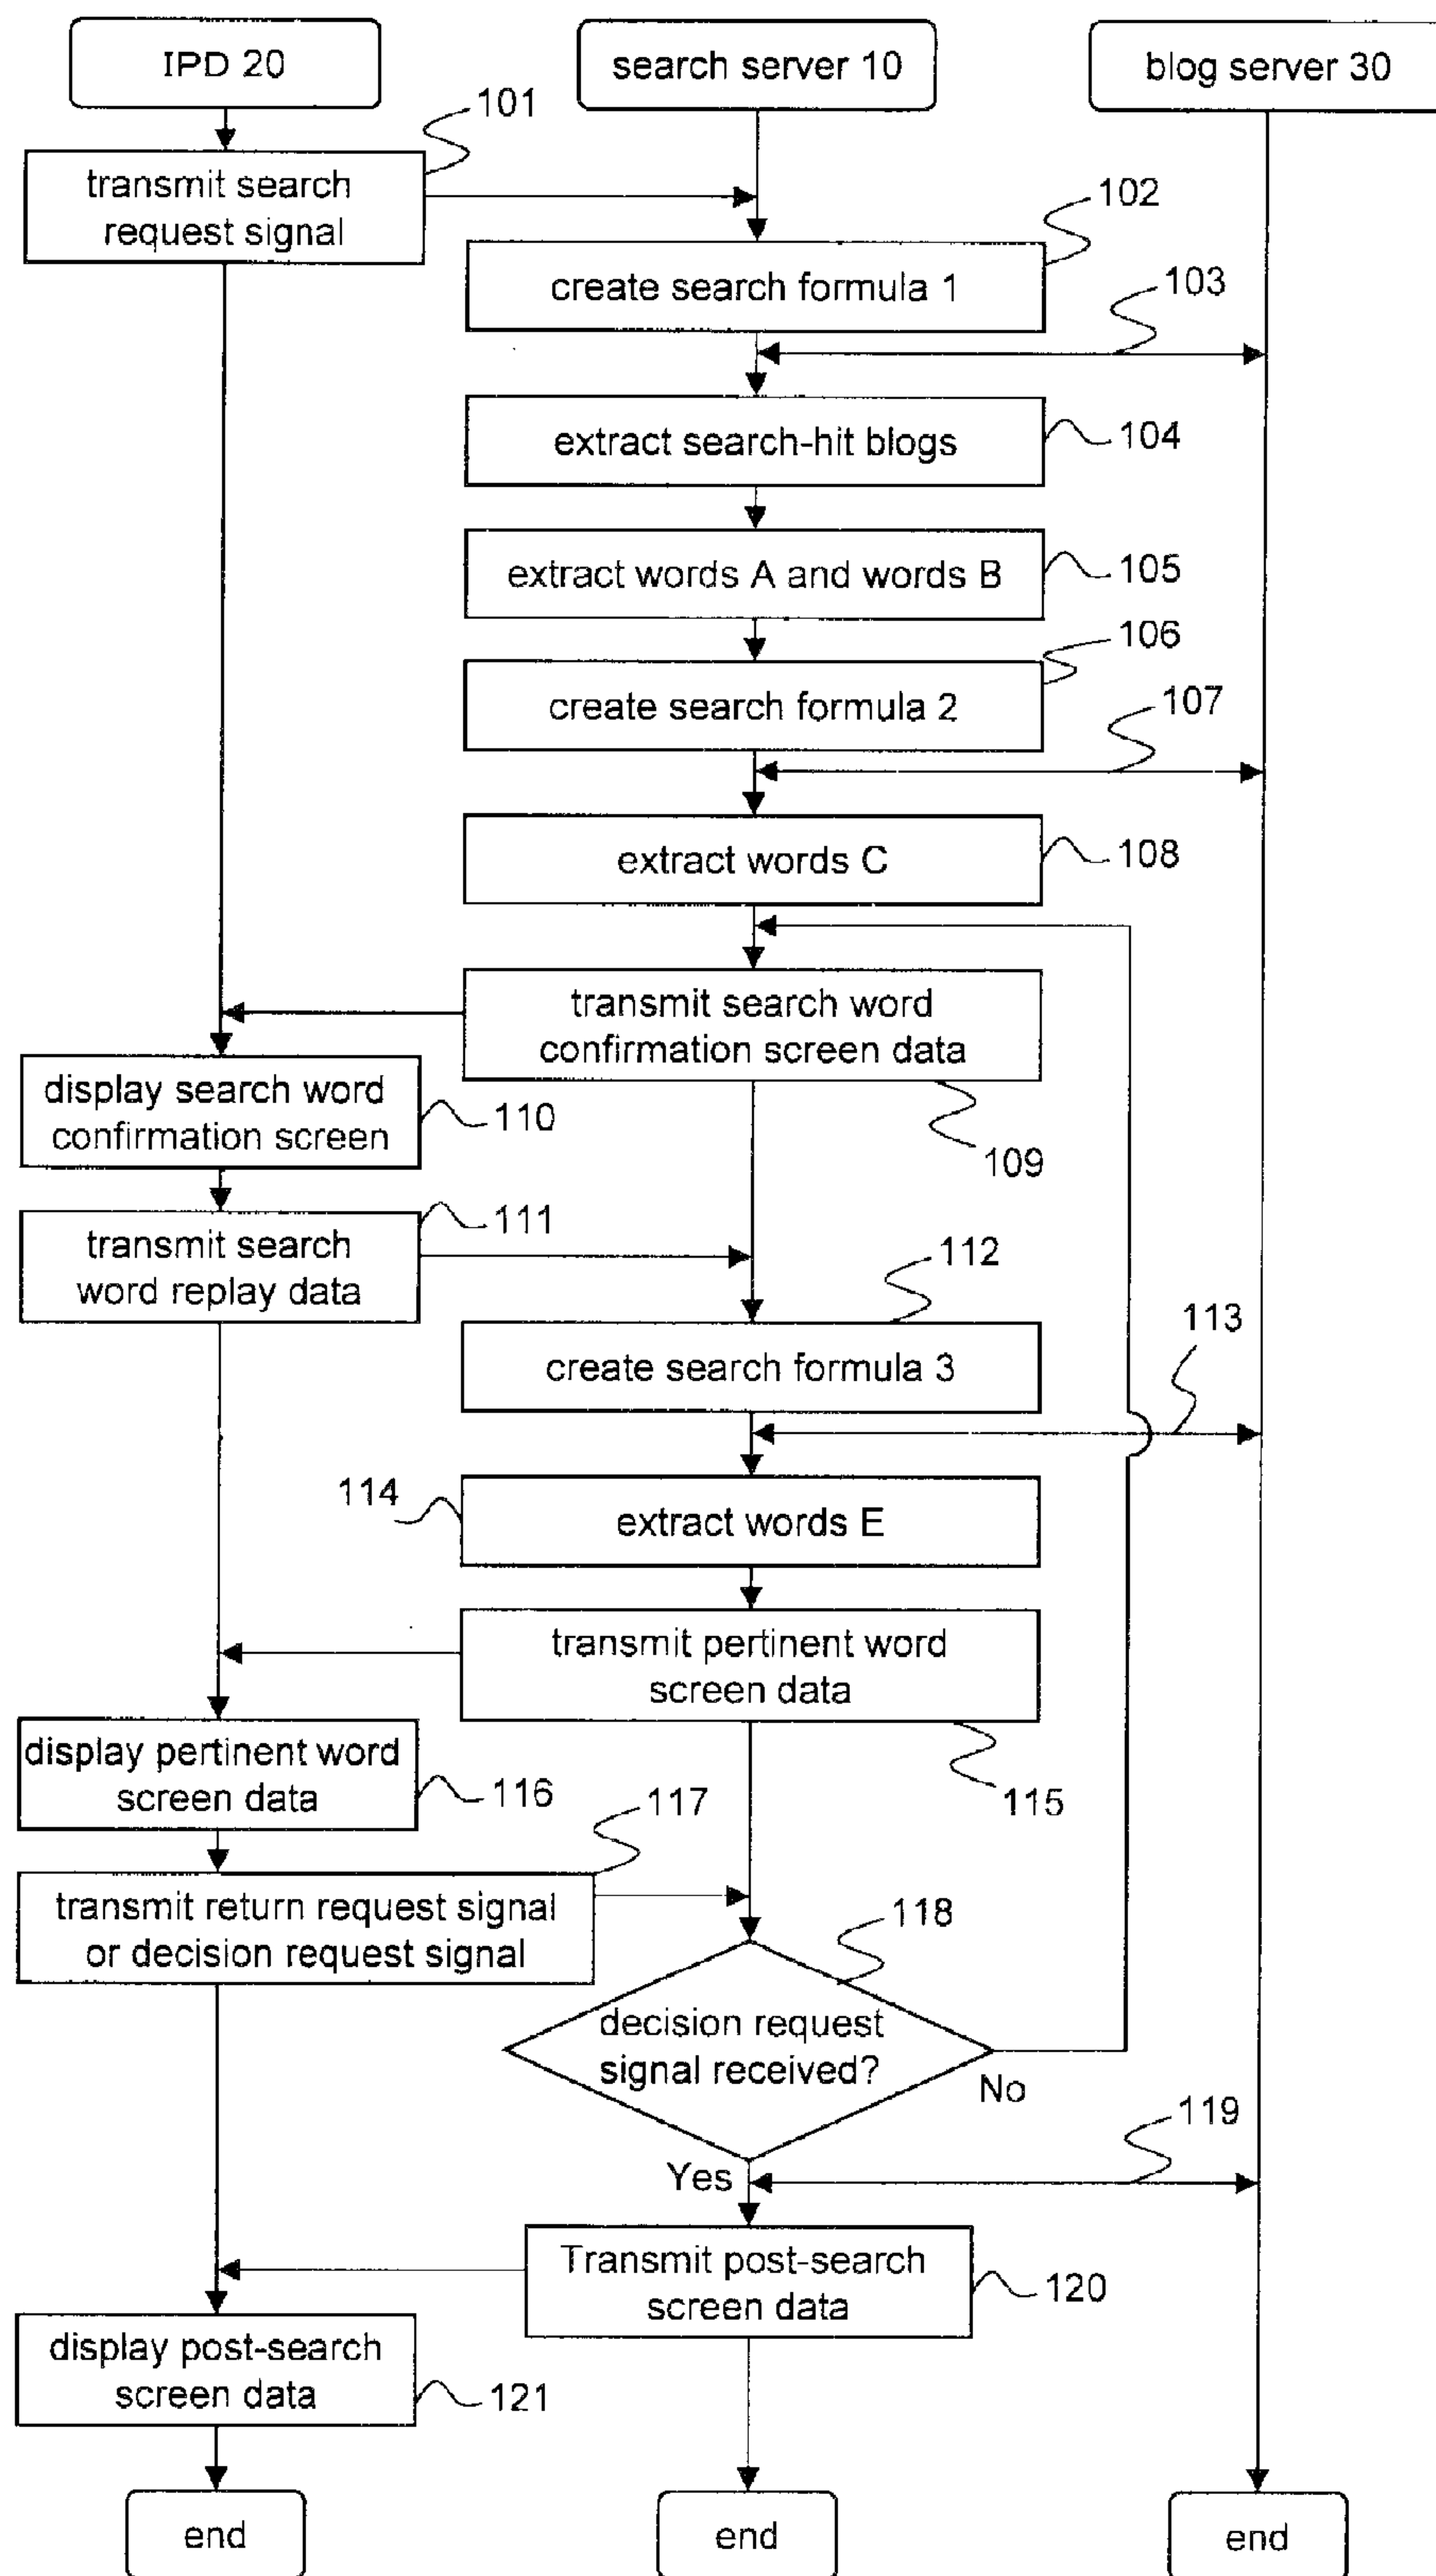 IPD 20
search server 10
blog server 30
101
transmit search
request signal
102
create search formula 1
103
extract search-hit blogs
104
extract words A and words B
105
106
create search formula 2
107
extract words C
108
transmit search word
confirmation screen data
109
display search word
confirmation screen
110
111
transmit search
word replay data
112
create search formula 3
113
114
extract words E
transmit pertinent word
screen data
115
display pertinent word
screen data
116
117
transmit return request signal
or decision request signal
118
decision request
signal received?
No
Yes
119
Transmit post-search
screen data
120
display post-search
screen data
121
end
end
end